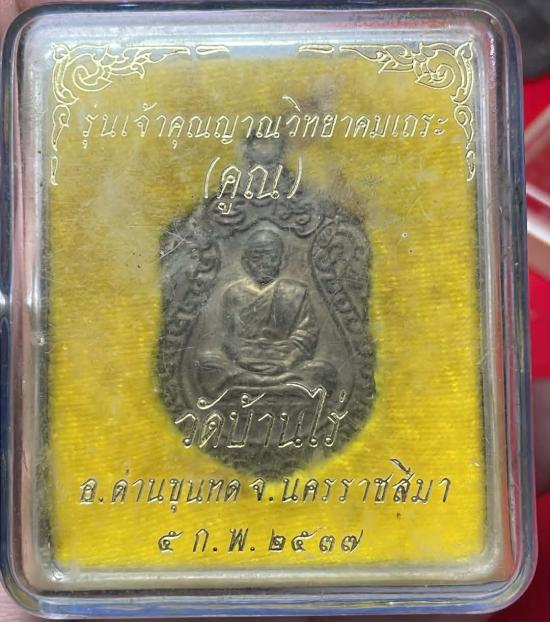 รุ่นเจ้าคุณญาณวิทยาคมเถระ
(คูณ)
วัดบ้านไร่
อ.ด่านขุนทด จ.นครราชสีมา
๕ ก.พ. ๒๕๓๗